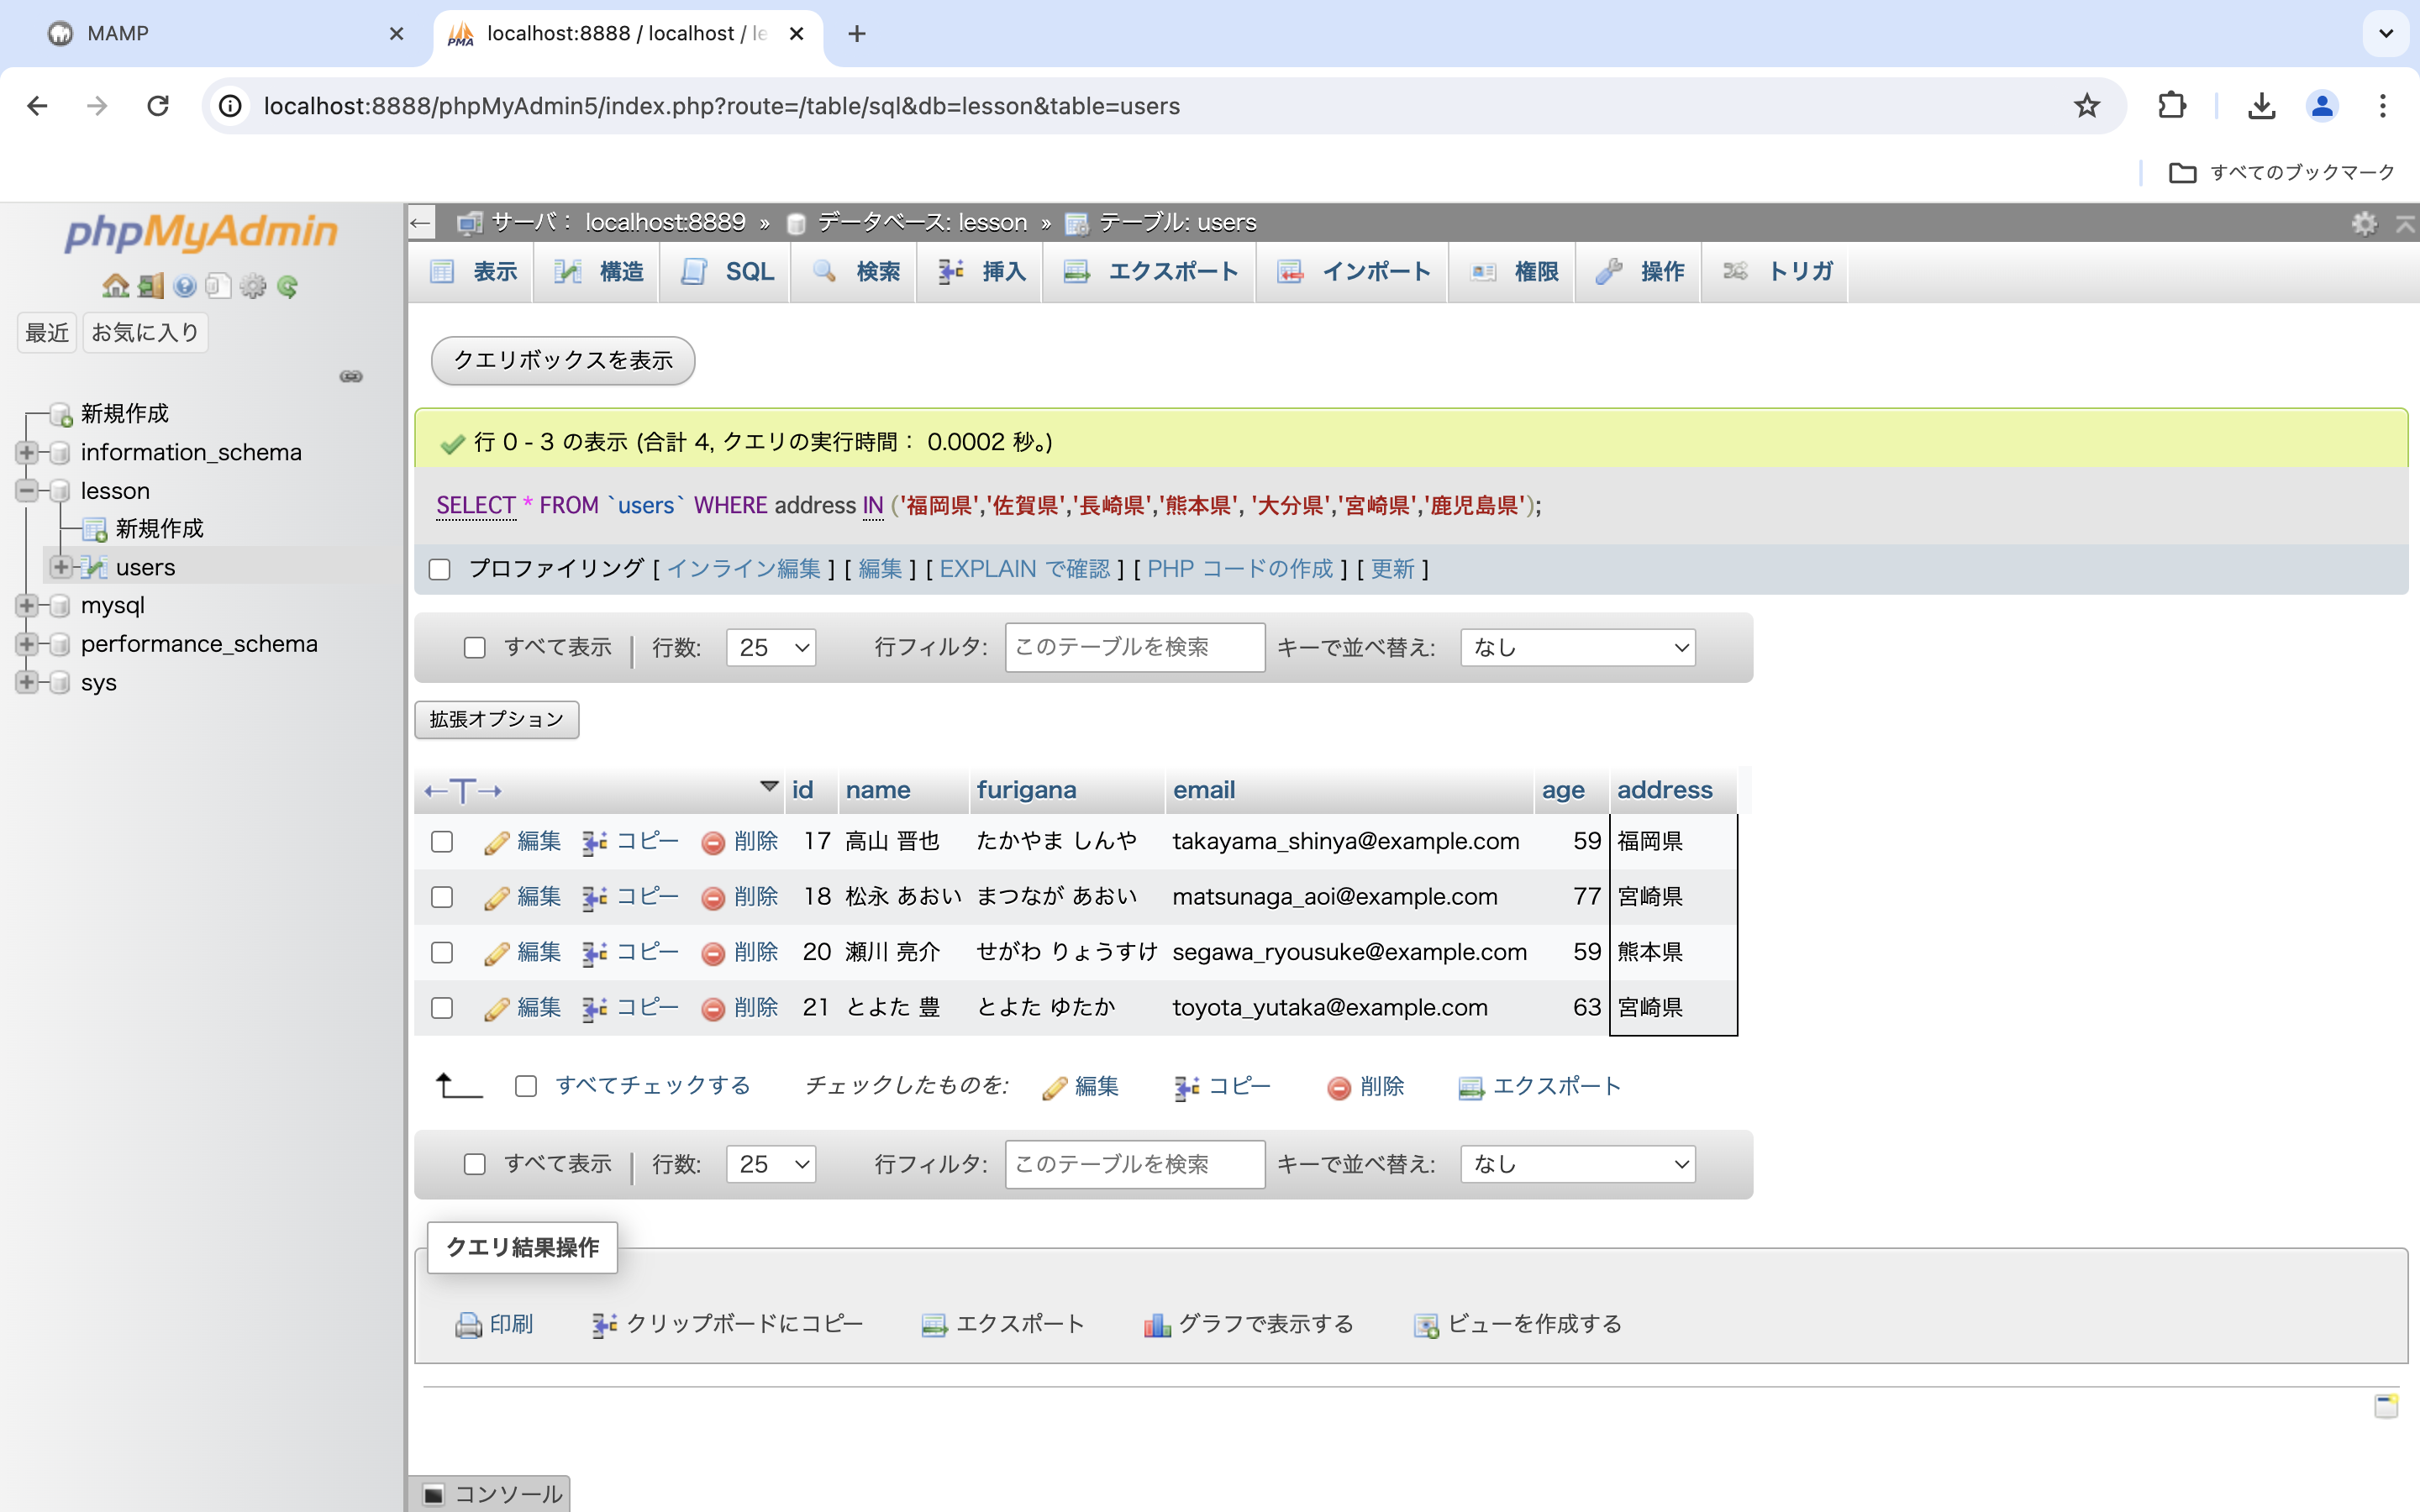 MAMP
localhost:8888 / localhost / le
localhost:8888/phpMyAdmin5/index.php?route=/table/sql&db=lesson&table=users
すべてのブックマーク
phpMyAdmin
最近 お気に入り
新規作成
information_schema
lesson
新規作成
users
mysql
performance_schema
sys
サーバ： localhost:8889 » データベース: lesson » テーブル: users
表示 構造 SQL 検索 挿入 エクスポート インポート 権限 操作 トリガ
クエリボックスを表示
行 0 - 3 の表示 (合計 4, クエリの実行時間： 0.0002 秒。)
SELECT * FROM `users` WHERE address IN ('福岡県','佐賀県','長崎県','熊本県', '大分県','宮崎県','鹿児島県');
プロファイリング [ インライン編集 ] [ 編集 ] [ EXPLAIN で確認 ] [ PHP コードの作成 ] [ 更新 ]
すべて表示 | 行数: 25 行フィルタ: このテーブルを検索 キーで並べ替え: なし
拡張オプション
←T→ id name furigana email age address
編集 コピー 削除 17 高山 晋也 たかやま しんや takayama_shinya@example.com 59 福岡県
編集 コピー 削除 18 松永 あおい まつなが あおい matsunaga_aoi@example.com 77 宮崎県
編集 コピー 削除 20 瀬川 亮介 せがわ りょうすけ segawa_ryousuke@example.com 59 熊本県
編集 コピー 削除 21 とよた 豊 とよた ゆたか toyota_yutaka@example.com 63 宮崎県
すべてチェックする チェックしたものを: 編集 コピー 削除 エクスポート
すべて表示 | 行数: 25 行フィルタ: このテーブルを検索 キーで並べ替え: なし
クエリ結果操作
印刷 クリップボードにコピー エクスポート グラフで表示する ビューを作成する
コンソール